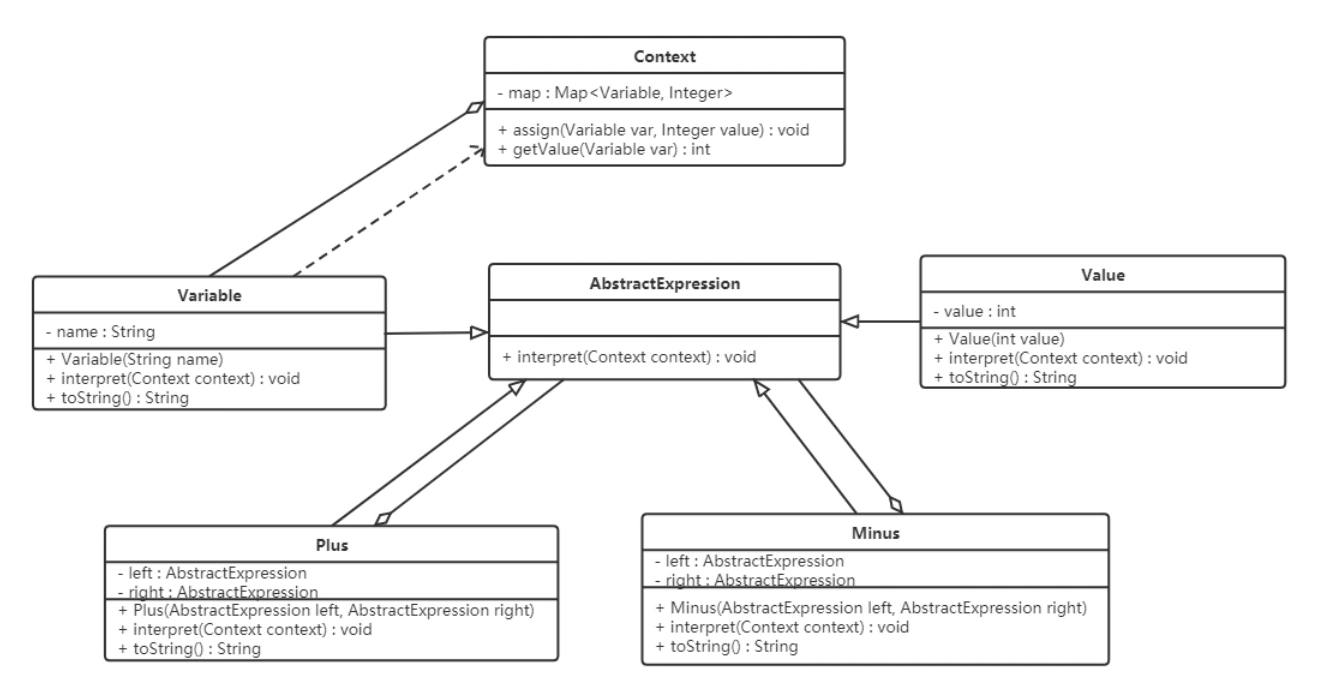 Context
- map : Map<Variable, Integer>
+ assign(Variable var, Integer value) : void
+ getValue(Variable var) : int
Variable
- name : String
+ Variable(String name)
+ interpret(Context context) : void
+ toString() : String
AbstractExpression
+ interpret(Context context) : void
Value
- value : int
+ Value(int value)
+ interpret(Context context) : void
+ toString() : String
Plus
- left : AbstractExpression
- right : AbstractExpression
+ Plus(AbstractExpression left, AbstractExpression right)
+ interpret(Context context) : void
+ toString() : String
Minus
- left : AbstractExpression
- right : AbstractExpression
+ Minus(AbstractExpression left, AbstractExpression right)
+ interpret(Context context) : void
+ toString() : String